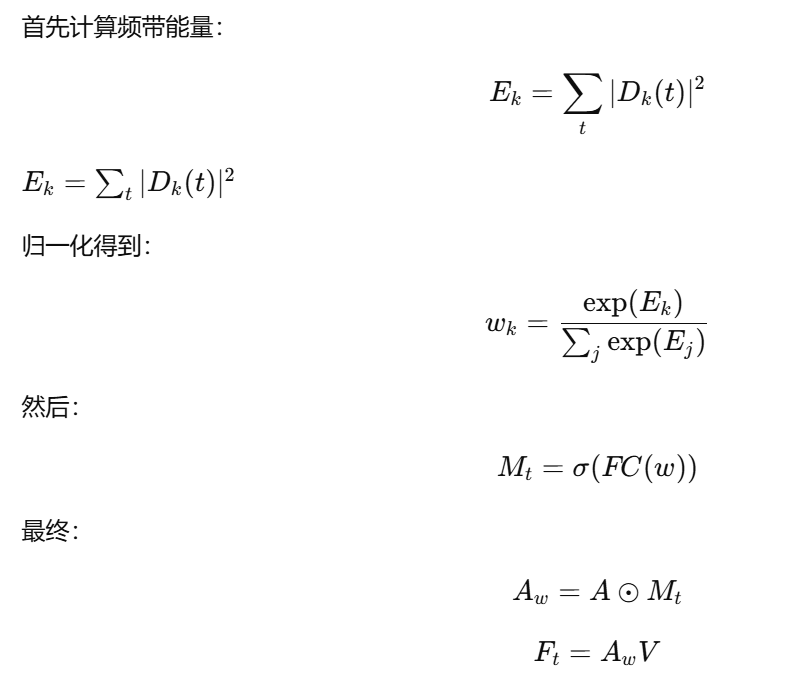 首先计算频带能量：
E_k = \sum_t |D_k(t)|^2
E_k = \sum_t |D_k(t)|^2
归一化得到：
w_k = \frac{\exp(E_k)}{\sum_j \exp(E_j)}
然后：
M_t = \sigma(FC(w))
最终：
A_w = A \odot M_t
F_t = A_w V